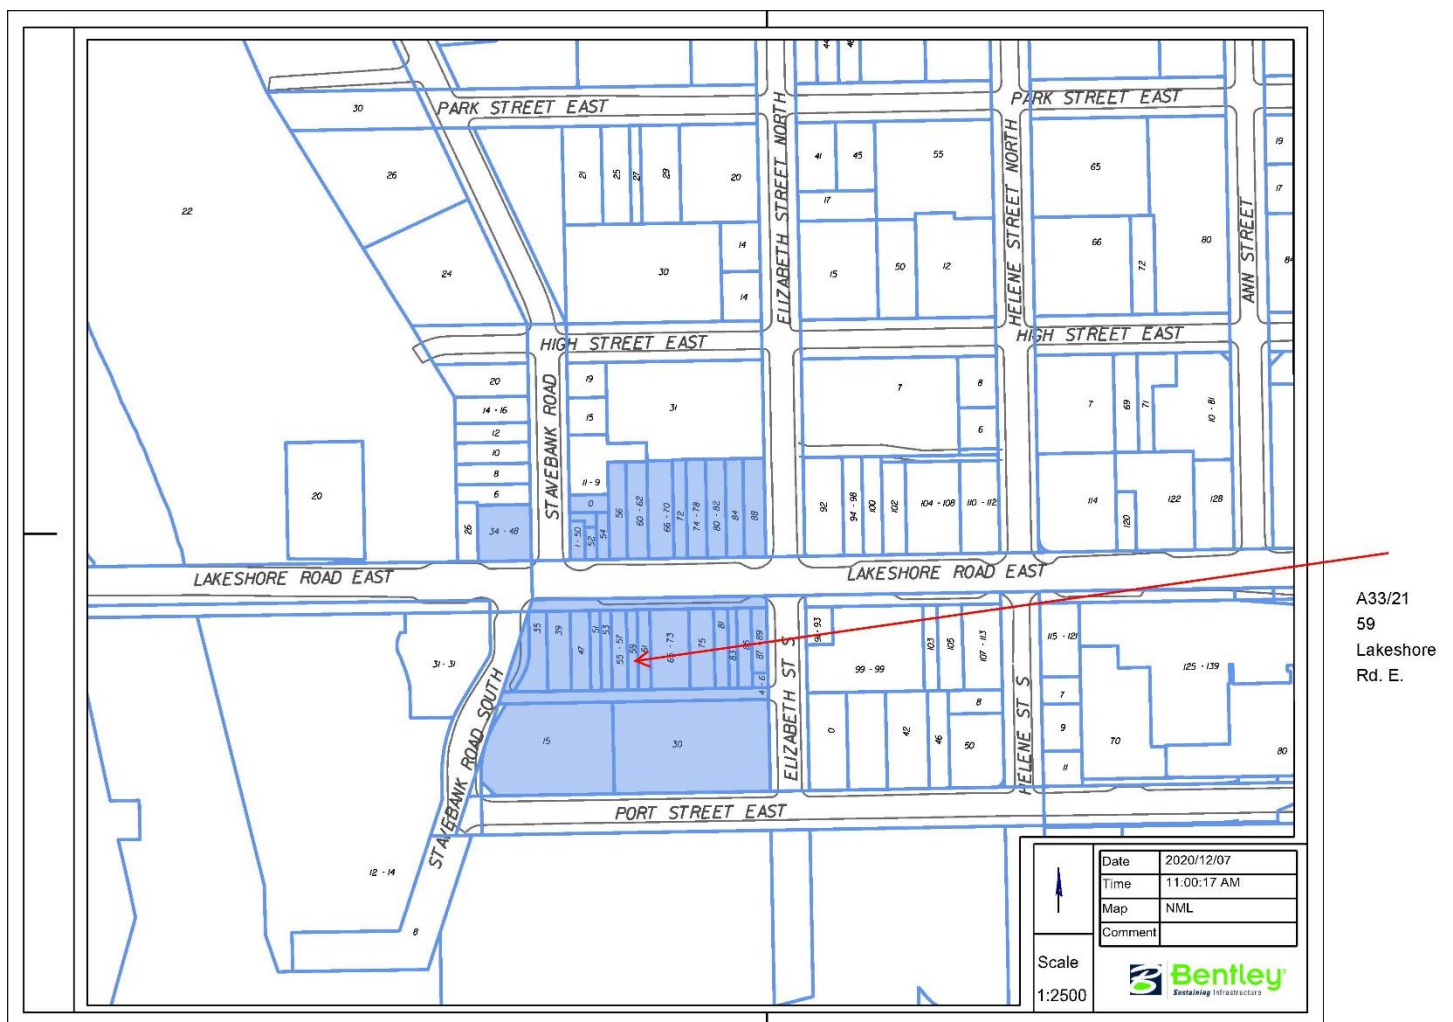 44
46
30
PARK STREET EAST
PARK STREET EAST
ELIZABETH STREET NORTH
HELENE STREET NORTH
ANN STREET
22
26
24
21
25
27
29
20
41
45
17
55
65
19
17
14
14
30
15
50
12
66
72
80
84
HIGH STREET EAST
HIGH STREET EAST
STAVEBANK ROAD
20
14 - 16
12
10
8
6
26
34 - 48
20
19
15
31
11 - 9
0
1 - 50
52
54
56
60 - 62
66 - 70
72
74 - 78
80 - 82
84
88
7
8
6
92
94 - 98
100
102
104 - 108
110 - 112
7
69
71
10 - 81
114
120
122
128
LAKESHORE ROAD EAST
LAKESHORE ROAD EAST
A33/21
59
Lakeshore
Rd. E.
31 - 31
35
39
47
51
53
55 - 57
59
61
75
81
83
85
87 - 89
4 - 6
15
30
STAVEBANK ROAD SOUTH
ELIZABETH ST S
HELENE ST S
99 - 99
103
105
107 - 113
0
42
46
8
50
115 - 121
7
9
11
70
125 - 139
80
PORT STREET EAST
12 - 14
8
Date 2020/12/07
Time 11:00:17 AM
Map NML
Comment
Scale
1:2500
Bentley
Sustaining Infrastructure